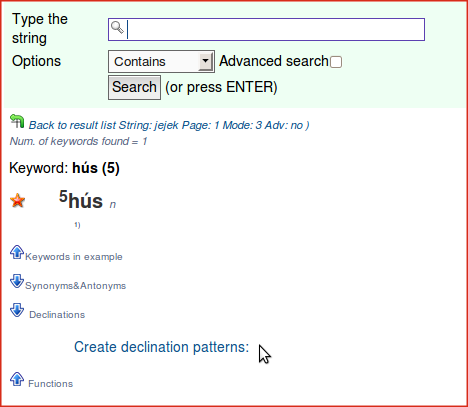 Type the
string
Options Contains Advanced search
Search (or press ENTER)
Back to result list String: jejek Page: 1 Mode: 3 Adv: no )
Num. of keywords found = 1
Keyword: hús (5)
5hús n
1)
Keywords in example
Synonyms&Antonyms
Declinations
Create declination patterns:
Functions